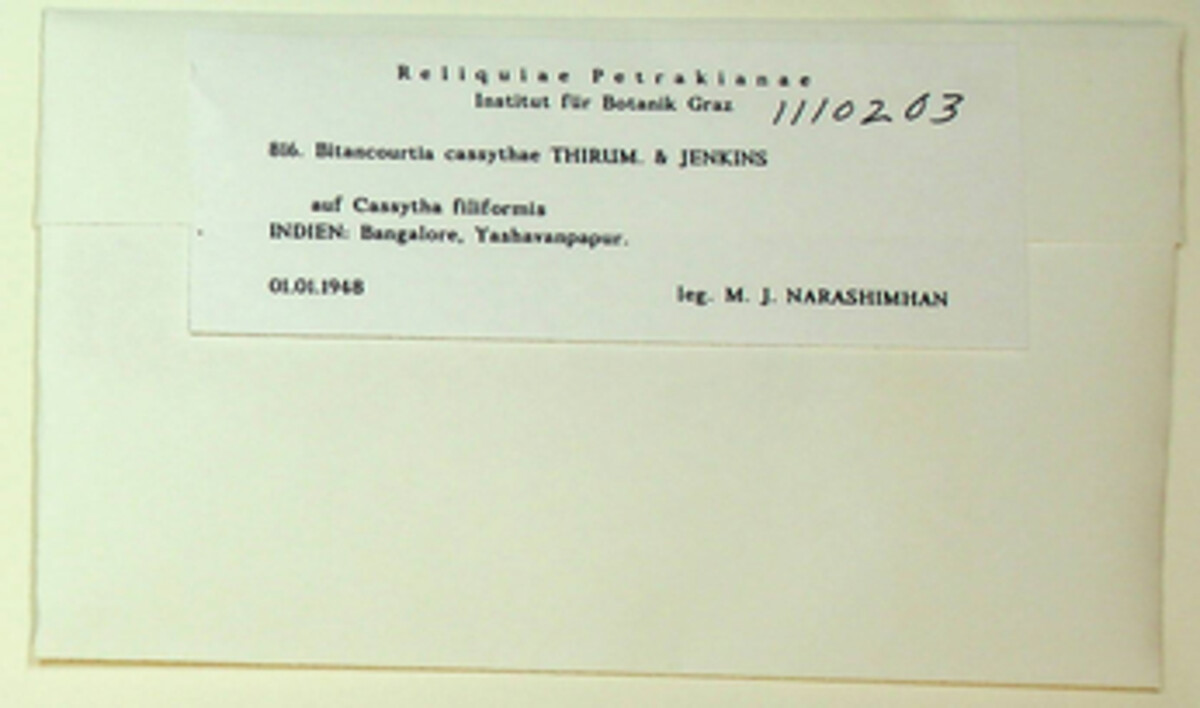 Reliquiae Petrakianae
Institut für Botanik Graz 1110203
816. Bitancourtia cassythae THIRUM. & JENKINS
auf Cassytha filiformis
INDIEN: Bangalore, Yashavanpapur.
01.01.1948 leg. M. J. NARASHIMHAN